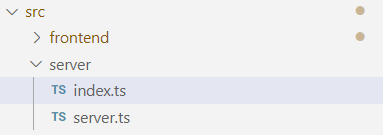 src
frontend
server
TS index.ts
TS server.ts